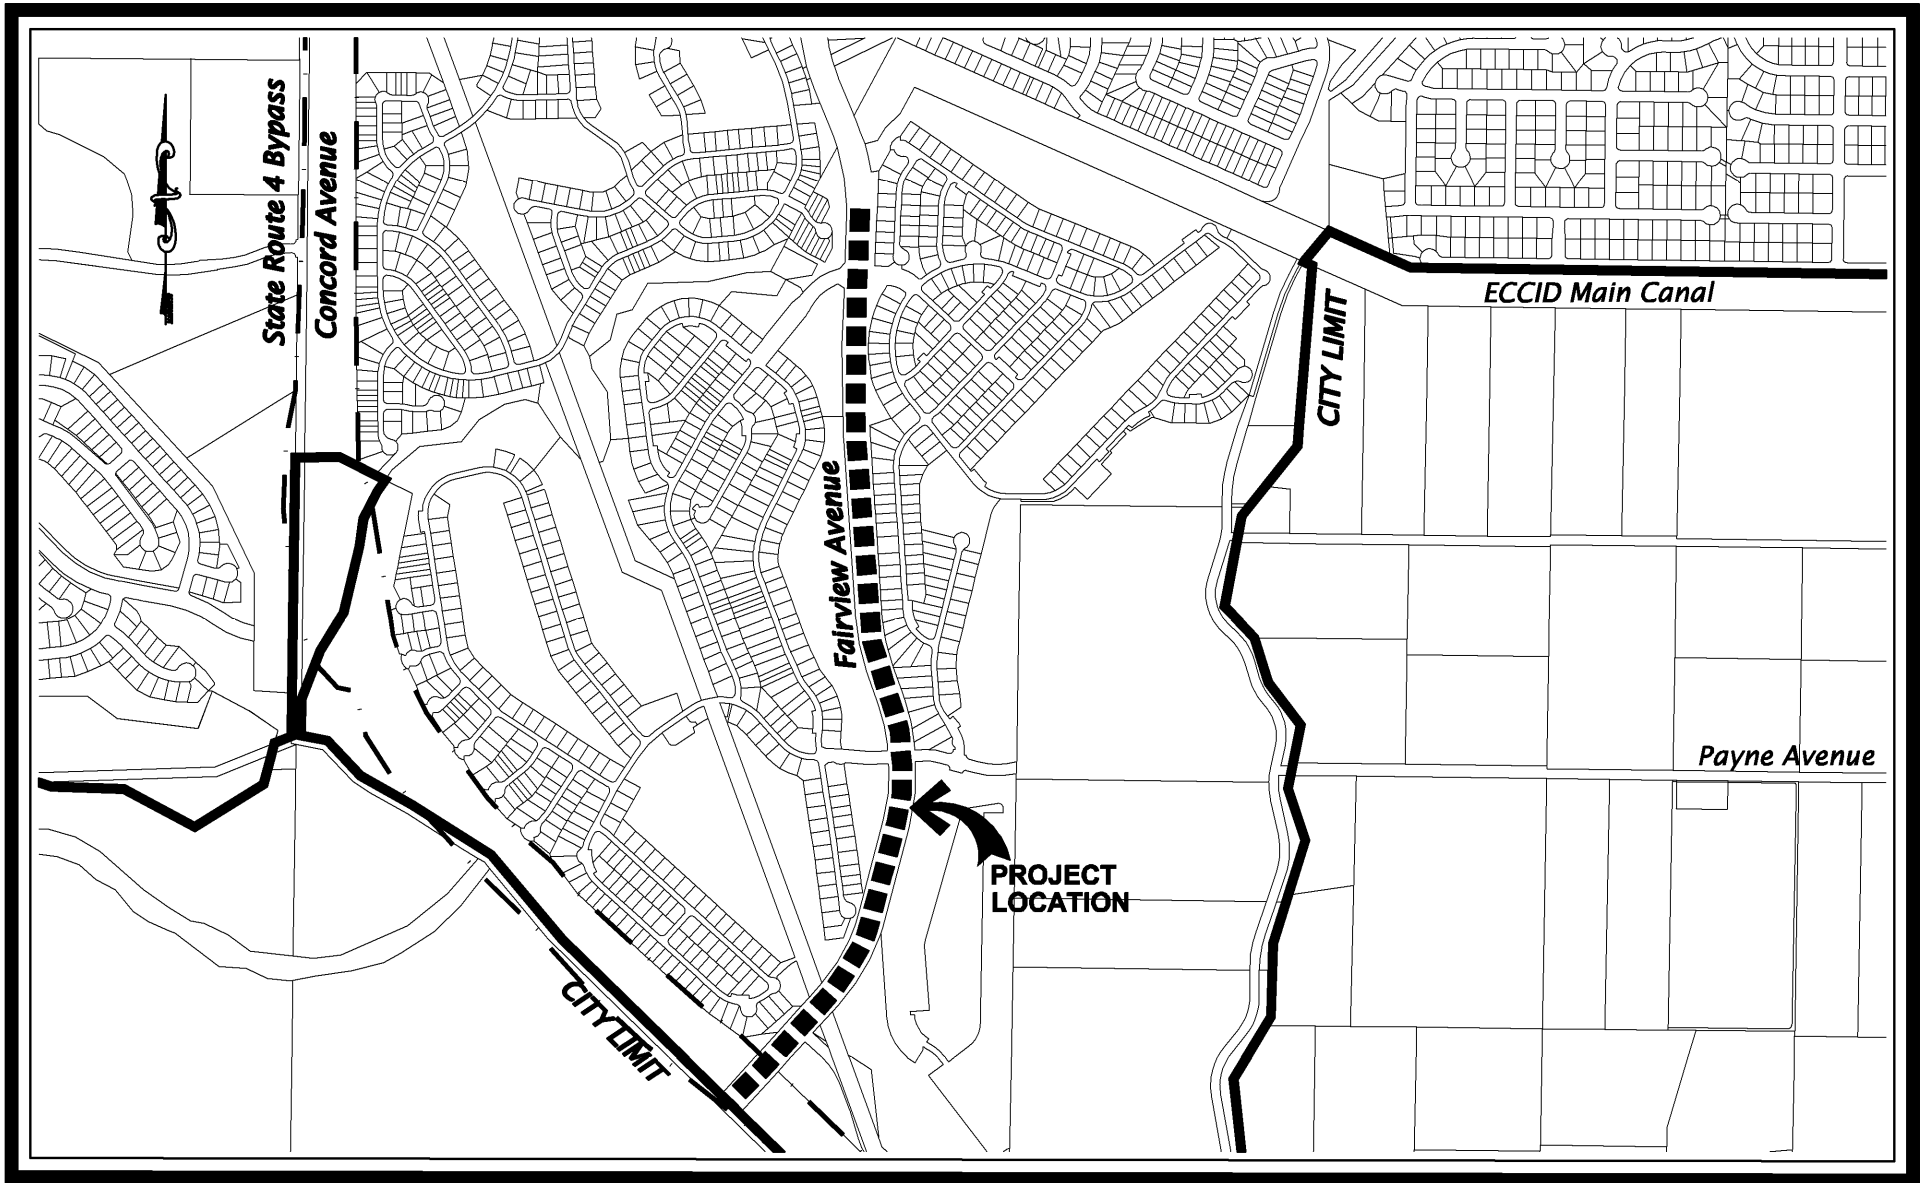 State Route 4 Bypass
Concord Avenue
ECCID Main Canal
CITY LIMIT
Fairview Avenue
Payne Avenue
PROJECT
LOCATION
CITY LIMIT